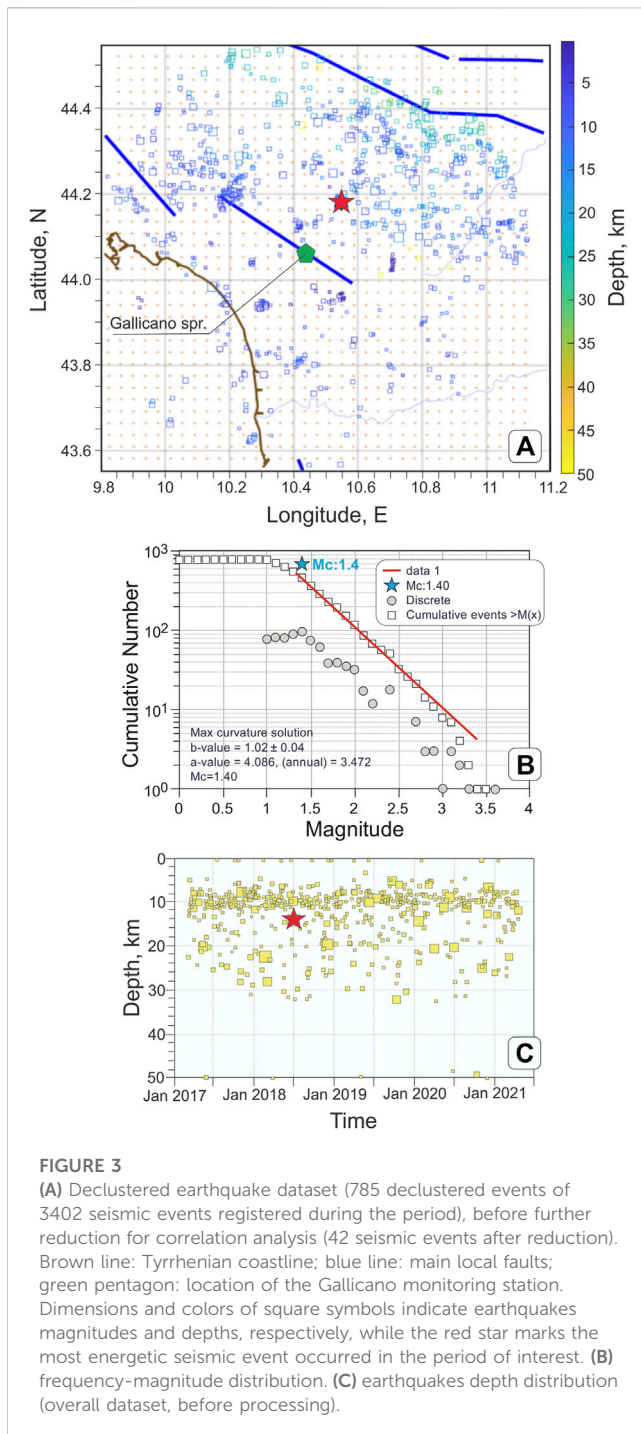 44.4
44.2
44.0
43.8
43.6
Latitude, N
Gallicano spr.
A
9.8 10 10.2 10.4 10.6 10.8 11 11.2
Longitude, E
5
10
15
20
25
30
35
40
45
50
Depth, km
10³
10²
10¹
10⁰
Cumulative Number
Mc:1.4
data 1
Mc:1.40
Discrete
Cumulative events >M(x)
Max curvature solution
b-value = 1.02 ± 0.04
a-value = 4.086, (annual) = 3.472
Mc=1.40
B
0 0.5 1 1.5 2 2.5 3 3.5 4
Magnitude
0
10
20
30
40
50
Depth, km
C
Jan 2017 Jan 2018 Jan 2019 Jan 2020 Jan 2021
Time
FIGURE 3
(A) Declustered earthquake dataset (785 declustered events of
3402 seismic events registered during the period), before further
reduction for correlation analysis (42 seismic events after reduction).
Brown line: Tyrrhenian coastline; blue line: main local faults;
green pentagon: location of the Gallicano monitoring station.
Dimensions and colors of square symbols indicate earthquakes
magnitudes and depths, respectively, while the red star marks the
most energetic seismic event occurred in the period of interest. (B)
frequency-magnitude distribution. (C) earthquakes depth distribution
(overall dataset, before processing).